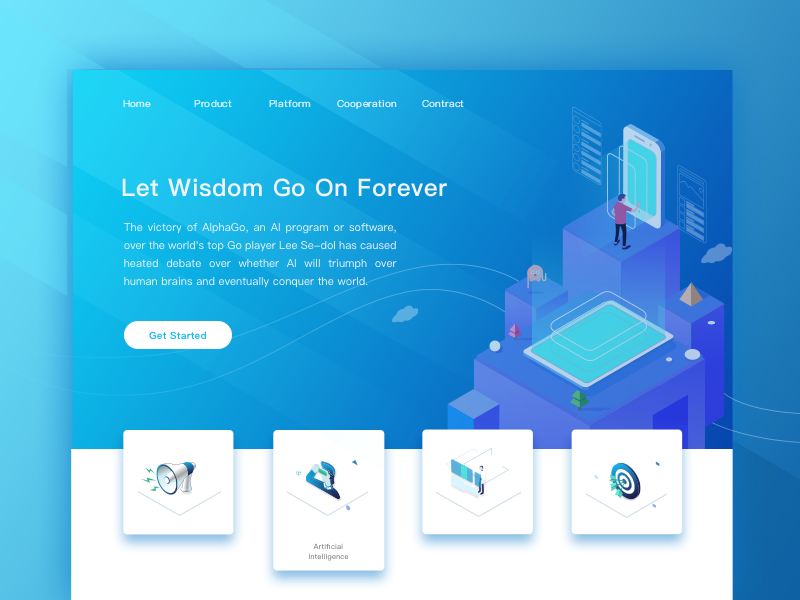 Home Product Platform Cooperation Contract
Let Wisdom Go On Forever
The victory of AlphaGo, an AI program or software,
over the world's top Go player Lee Se-dol has caused
heated debate over whether AI will triumph over
human brains and eventually conquer the world.
Get Started
Artificial
Intelligence